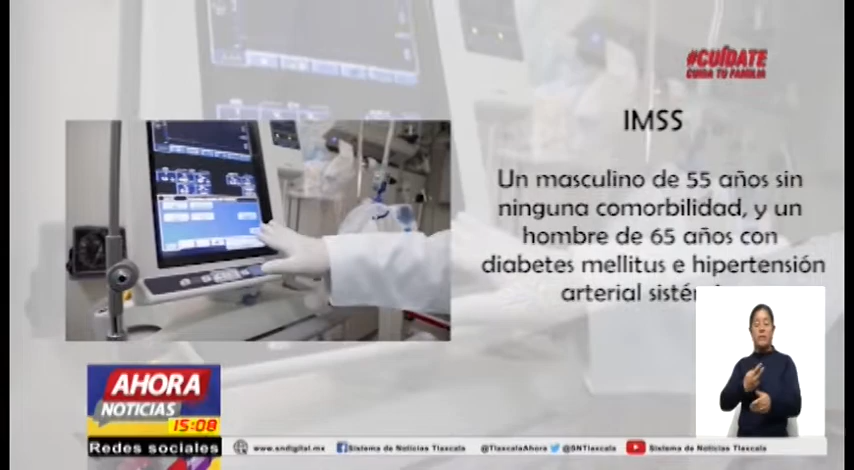 #CUÍDATE
CUIDA TU FAMILIA
IMSS
Un masculino de 55 años sin
ninguna comorbilidad, y un
hombre de 65 años con
diabetes mellitus e hipertensión
arterial
AHORA
NOTICIAS
15:08
Redes sociales
www.sndigital.mx Sistema de Noticias Tlaxcala @TlaxcalaAhora @SNTlaxcala Sistema de Noticias Tlaxcala